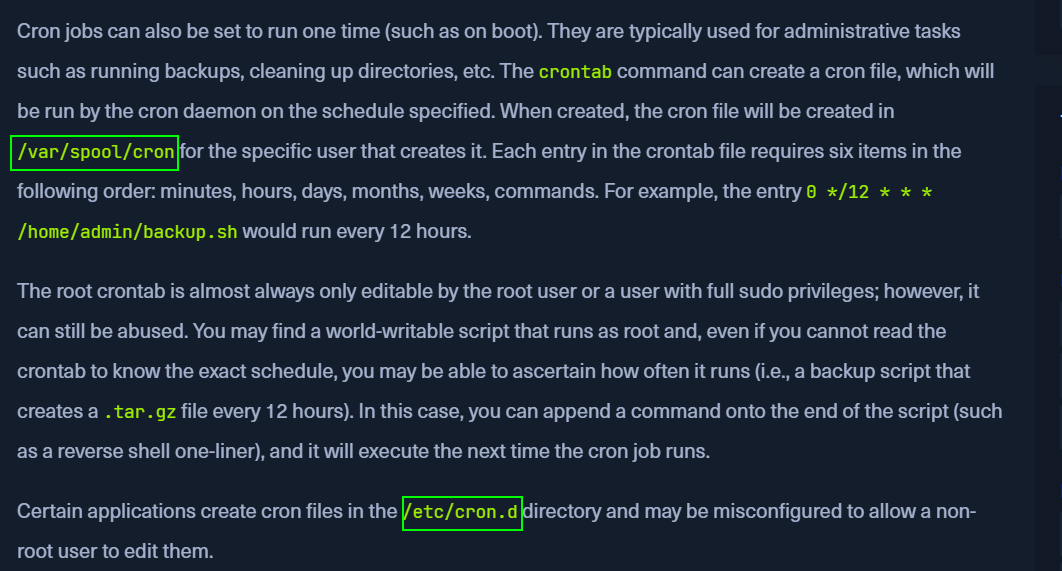 Cron jobs can also be set to run one time (such as on boot). They are typically used for administrative tasks
such as running backups, cleaning up directories, etc. The crontab command can create a cron file, which will
be run by the cron daemon on the schedule specified. When created, the cron file will be created in
/var/spool/cron for the specific user that creates it. Each entry in the crontab file requires six items in the
following order: minutes, hours, days, months, weeks, commands. For example, the entry 0 */12 * * *
/home/admin/backup.sh would run every 12 hours.
The root crontab is almost always only editable by the root user or a user with full sudo privileges; however, it
can still be abused. You may find a world-writable script that runs as root and, even if you cannot read the
crontab to know the exact schedule, you may be able to ascertain how often it runs (i.e., a backup script that
creates a .tar.gz file every 12 hours). In this case, you can append a command onto the end of the script (such
as a reverse shell one-liner), and it will execute the next time the cron job runs.
Certain applications create cron files in the /etc/cron.d directory and may be misconfigured to allow a non-
root user to edit them.